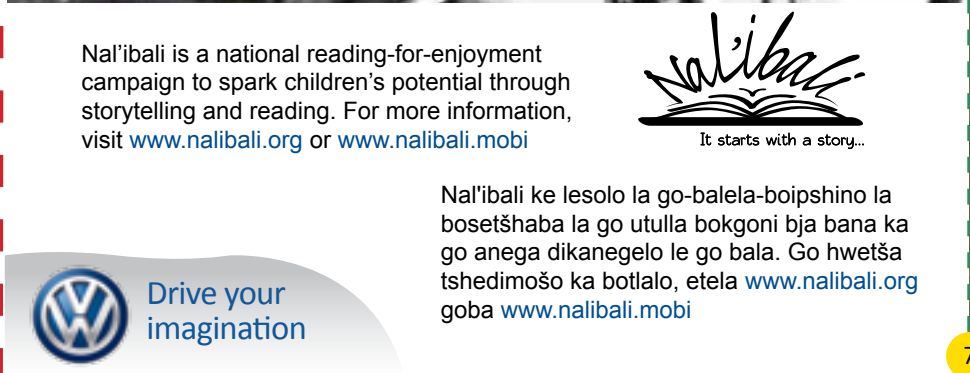 Nal’ibali is a national reading-for-enjoyment
campaign to spark children’s potential through
storytelling and reading. For more information,
visit www.nalibali.org or www.nalibali.mobi
Nal’ibali
It starts with a story...
Nal'ibali ke lesolo la go-balela-boipshino la
bosetšhaba la go utulla bokgoni bja bana ka
go anega dikanegelo le go bala. Go hwetša
tshedimošo ka botlalo, etela www.nalibali.org
goba www.nalibali.mobi
Drive your
imagination
7